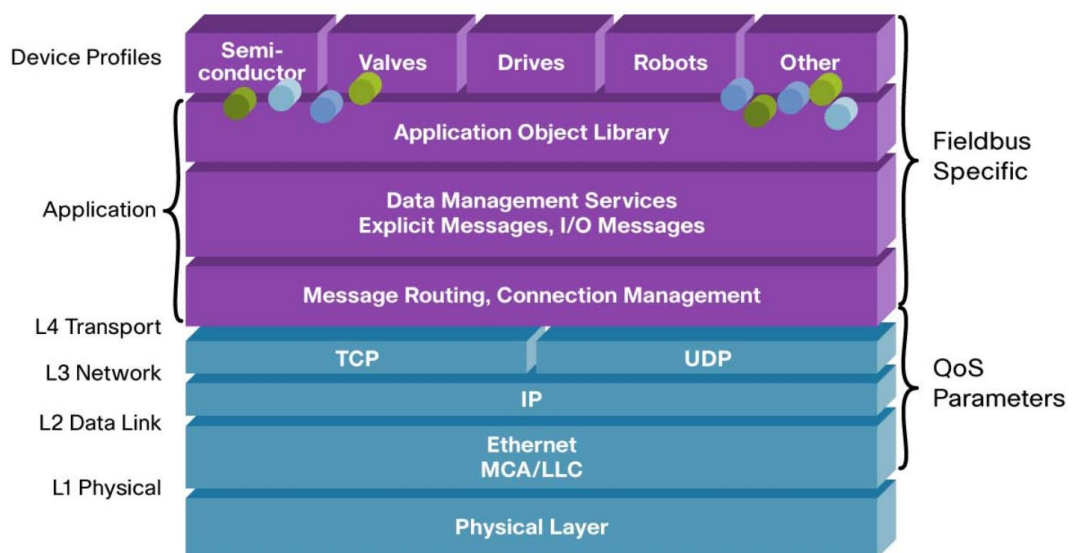 Device Profiles
Semi-
conductor
Valves
Drives
Robots
Other
Application
Application Object Library
Data Management Services
Explicit Messages, I/O Messages
Message Routing, Connection Management
Fieldbus
Specific
L4 Transport
TCP
UDP
L3 Network
IP
QoS
Parameters
L2 Data Link
Ethernet
MCA/LLC
L1 Physical
Physical Layer